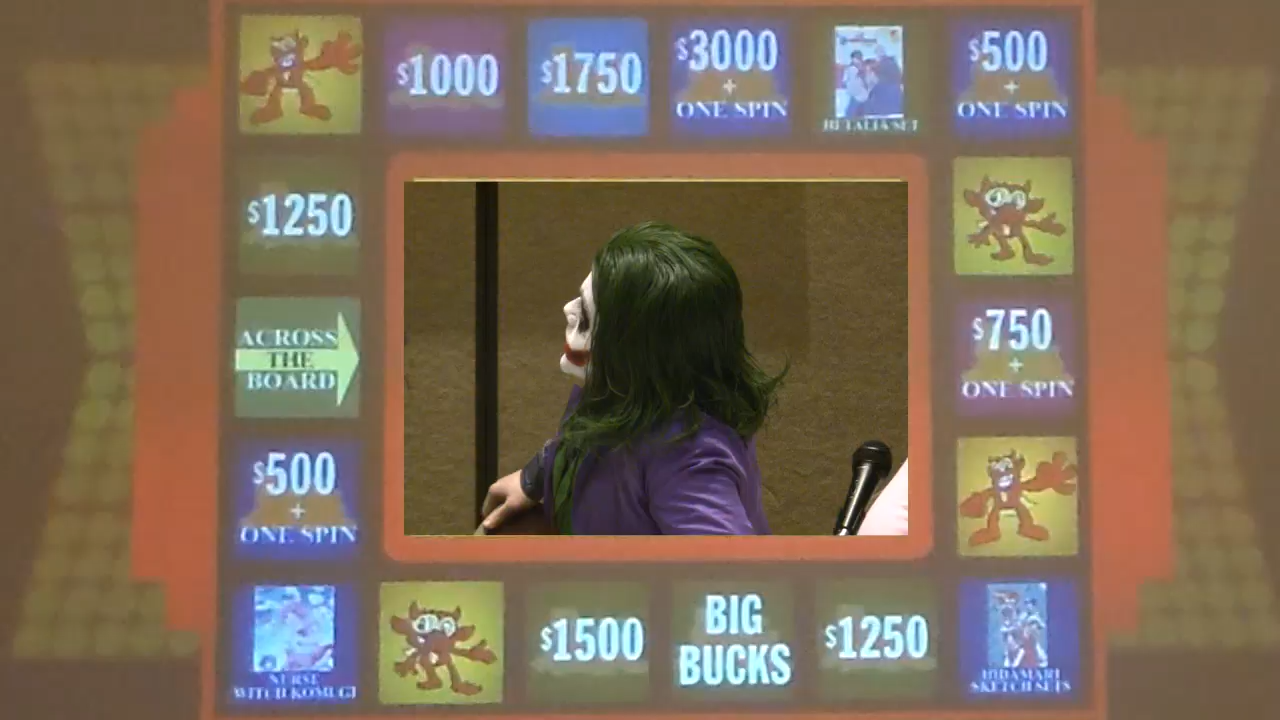 $1000
$1750
$3000
+
ONE SPIN
HETALIA SET
$500
+
ONE SPIN
$1250
ACROSS
THE
BOARD
$750
+
ONE SPIN
$500
+
ONE SPIN
NURSE
WITCH KOMUGI
$1500
BIG
BUCKS
$1250
HIDAMARI
SKETCH SETS